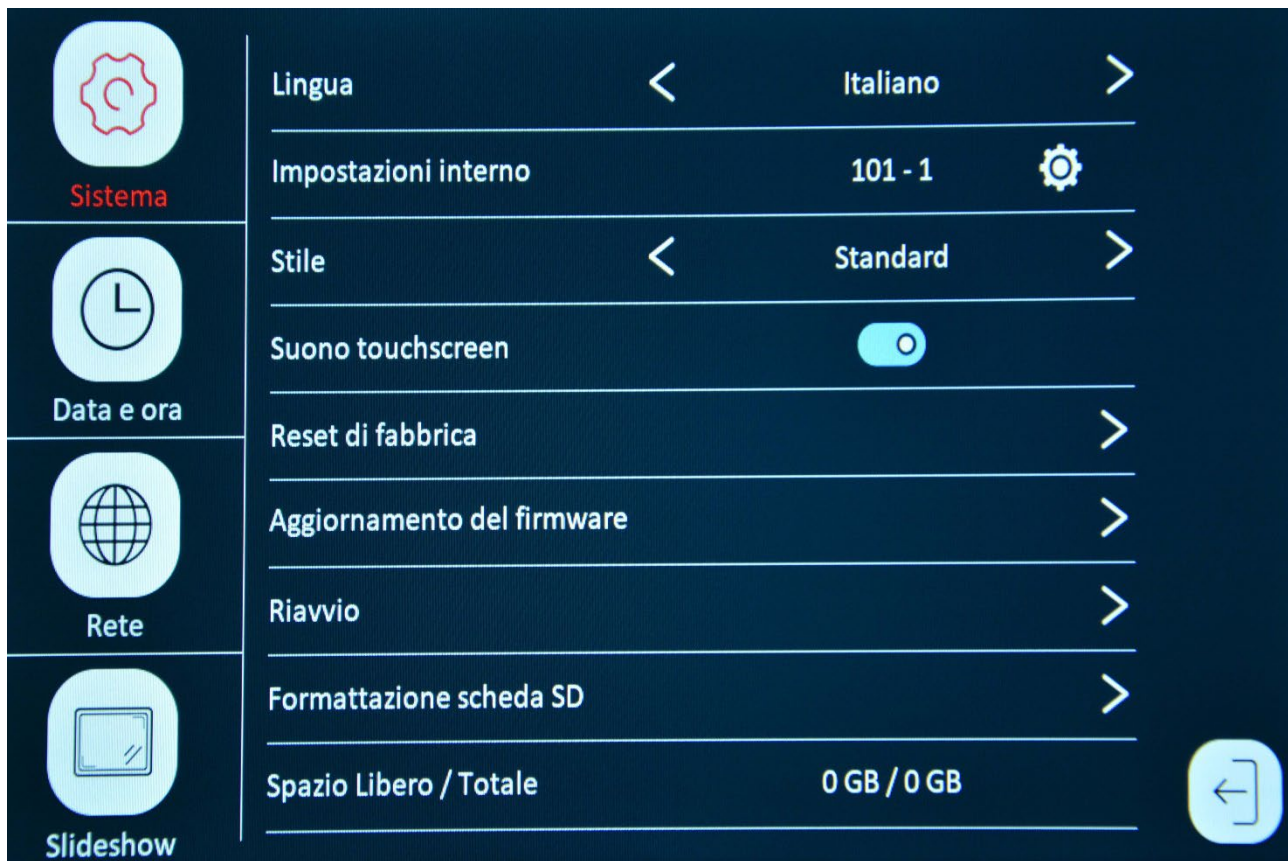 Sistema
Data e ora
Rete
Slideshow
Lingua Italiano
Impostazioni interno 101 - 1
Stile Standard
Suono touchscreen
Reset di fabbrica
Aggiornamento del firmware
Riavvio
Formattazione scheda SD
Spazio Libero / Totale 0 GB / 0 GB